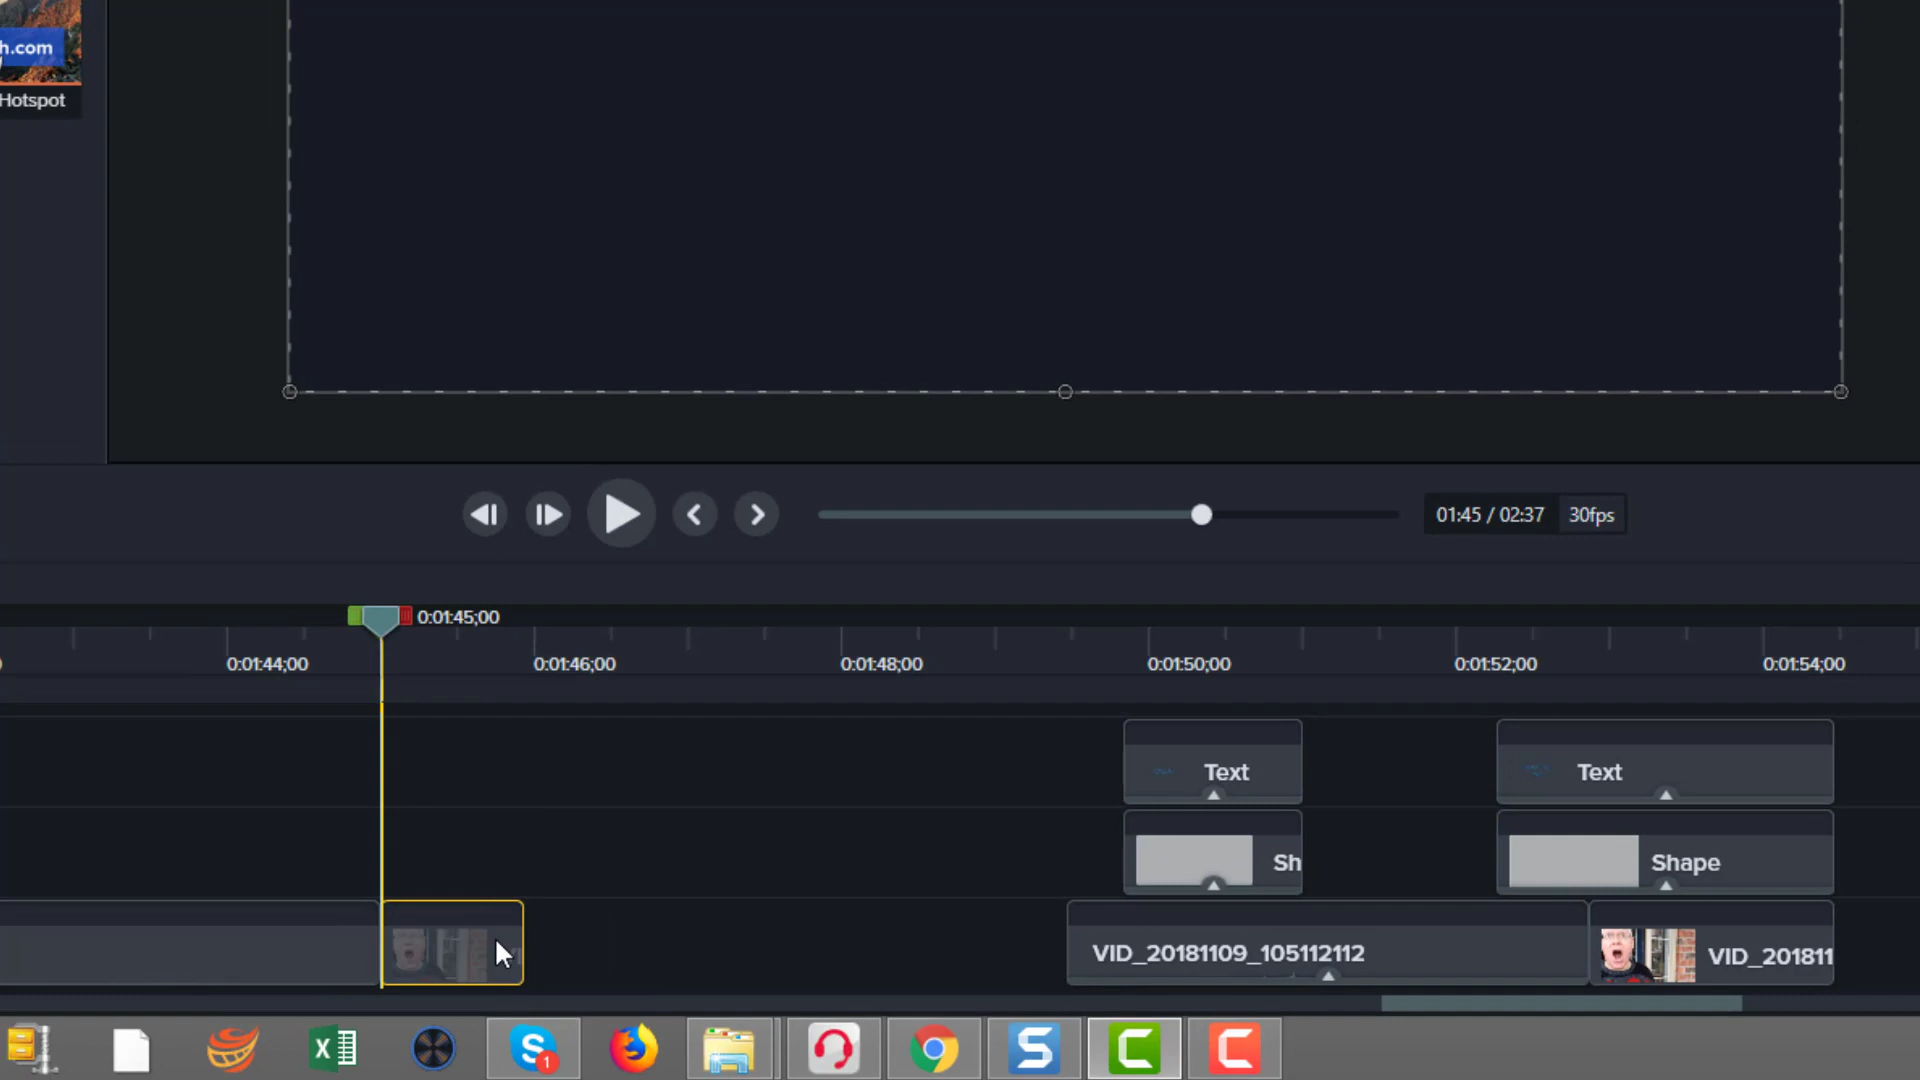 h.com
Hotspot
01:45 / 02:37 30fps
0:01:45;00
0:01:44;00 0:01:46;00 0:01:48;00 0:01:50;00 0:01:52;00 0:01:54;00
Text Text
Sh Shape
VID_20181109_105112112 VID_201811
X S 1 S C C